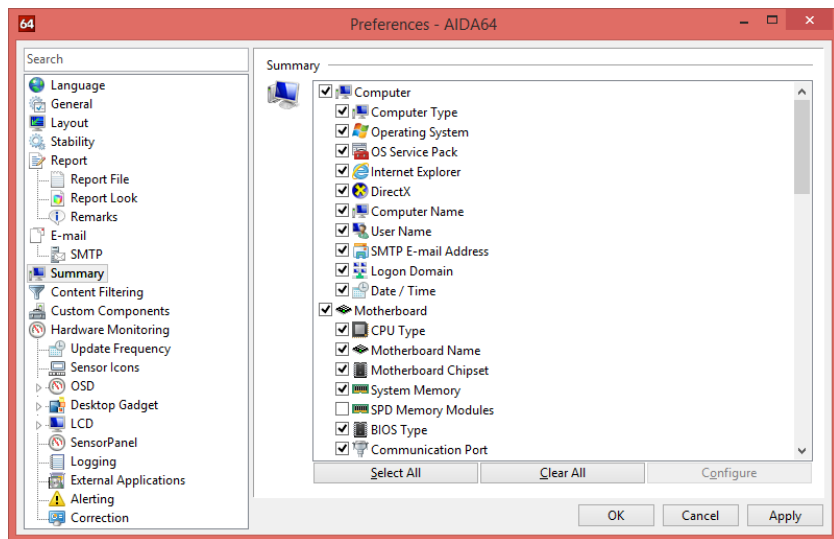 64
Preferences - AIDA64
Search
Language
General
Layout
Stability
Report
Report File
Report Look
Remarks
E-mail
SMTP
Summary
Content Filtering
Custom Components
Hardware Monitoring
Update Frequency
Sensor Icons
OSD
Desktop Gadget
LCD
SensorPanel
Logging
External Applications
Alerting
Correction
Summary
Computer
Computer Type
Operating System
OS Service Pack
Internet Explorer
DirectX
Computer Name
User Name
SMTP E-mail Address
Logon Domain
Date / Time
Motherboard
CPU Type
Motherboard Name
Motherboard Chipset
System Memory
SPD Memory Modules
BIOS Type
Communication Port
Select All
Clear All
Configure
OK
Cancel
Apply